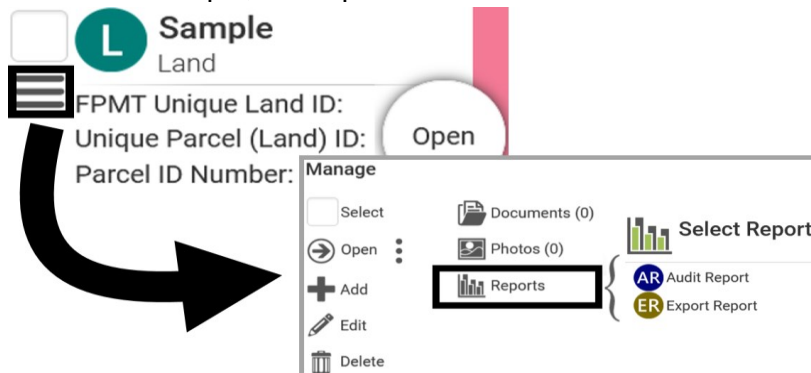 L
Sample
Land
FPMT Unique Land ID:
Unique Parcel (Land) ID:
Parcel ID Number:
Open
Manage
Select
Open
Add
Edit
Delete
Documents (0)
Photos (0)
Reports
Select Report
AR Audit Report
ER Export Report